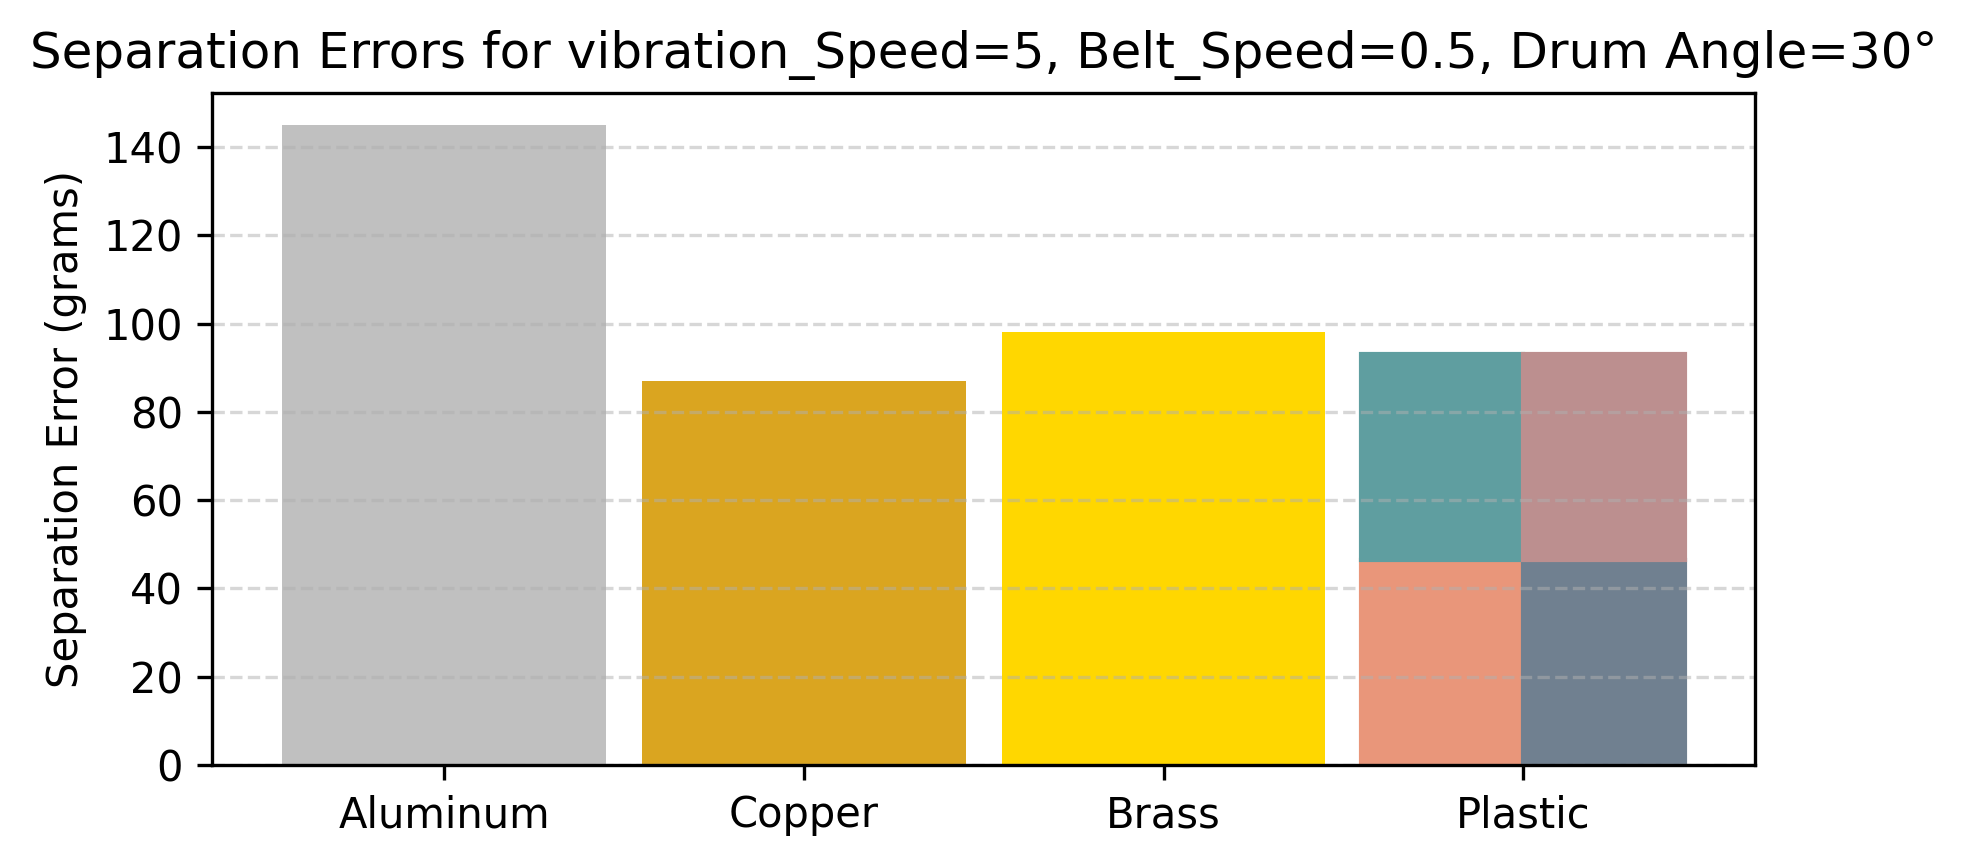 Separation Errors for vibration_Speed=5, Belt_Speed=0.5, Drum Angle=30°
Separation Error (grams)
140
120
100
80
60
40
20
0
Aluminum
Copper
Brass
Plastic